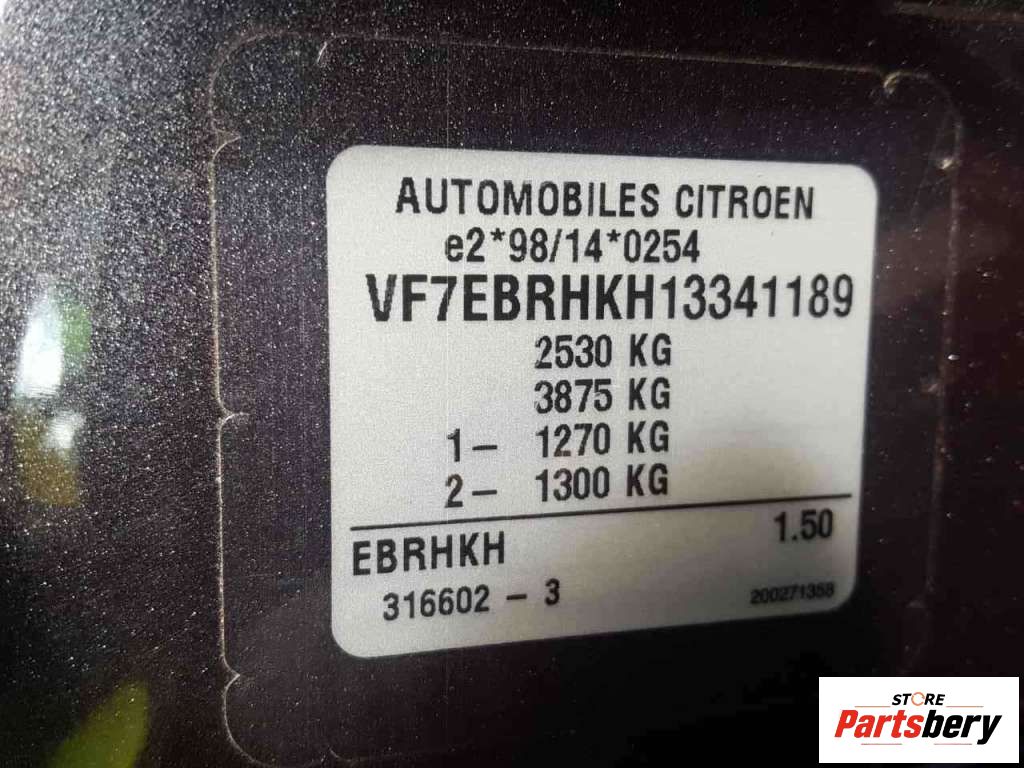 AUTOMOBILES CITROEN
e2*98/14*0254
VF7EBRHKH13341189
2530 KG
3875 KG
1- 1270 KG
2- 1300 KG
EBRHKH 1.50
316602 - 3 200271358
STORE
Partsbery